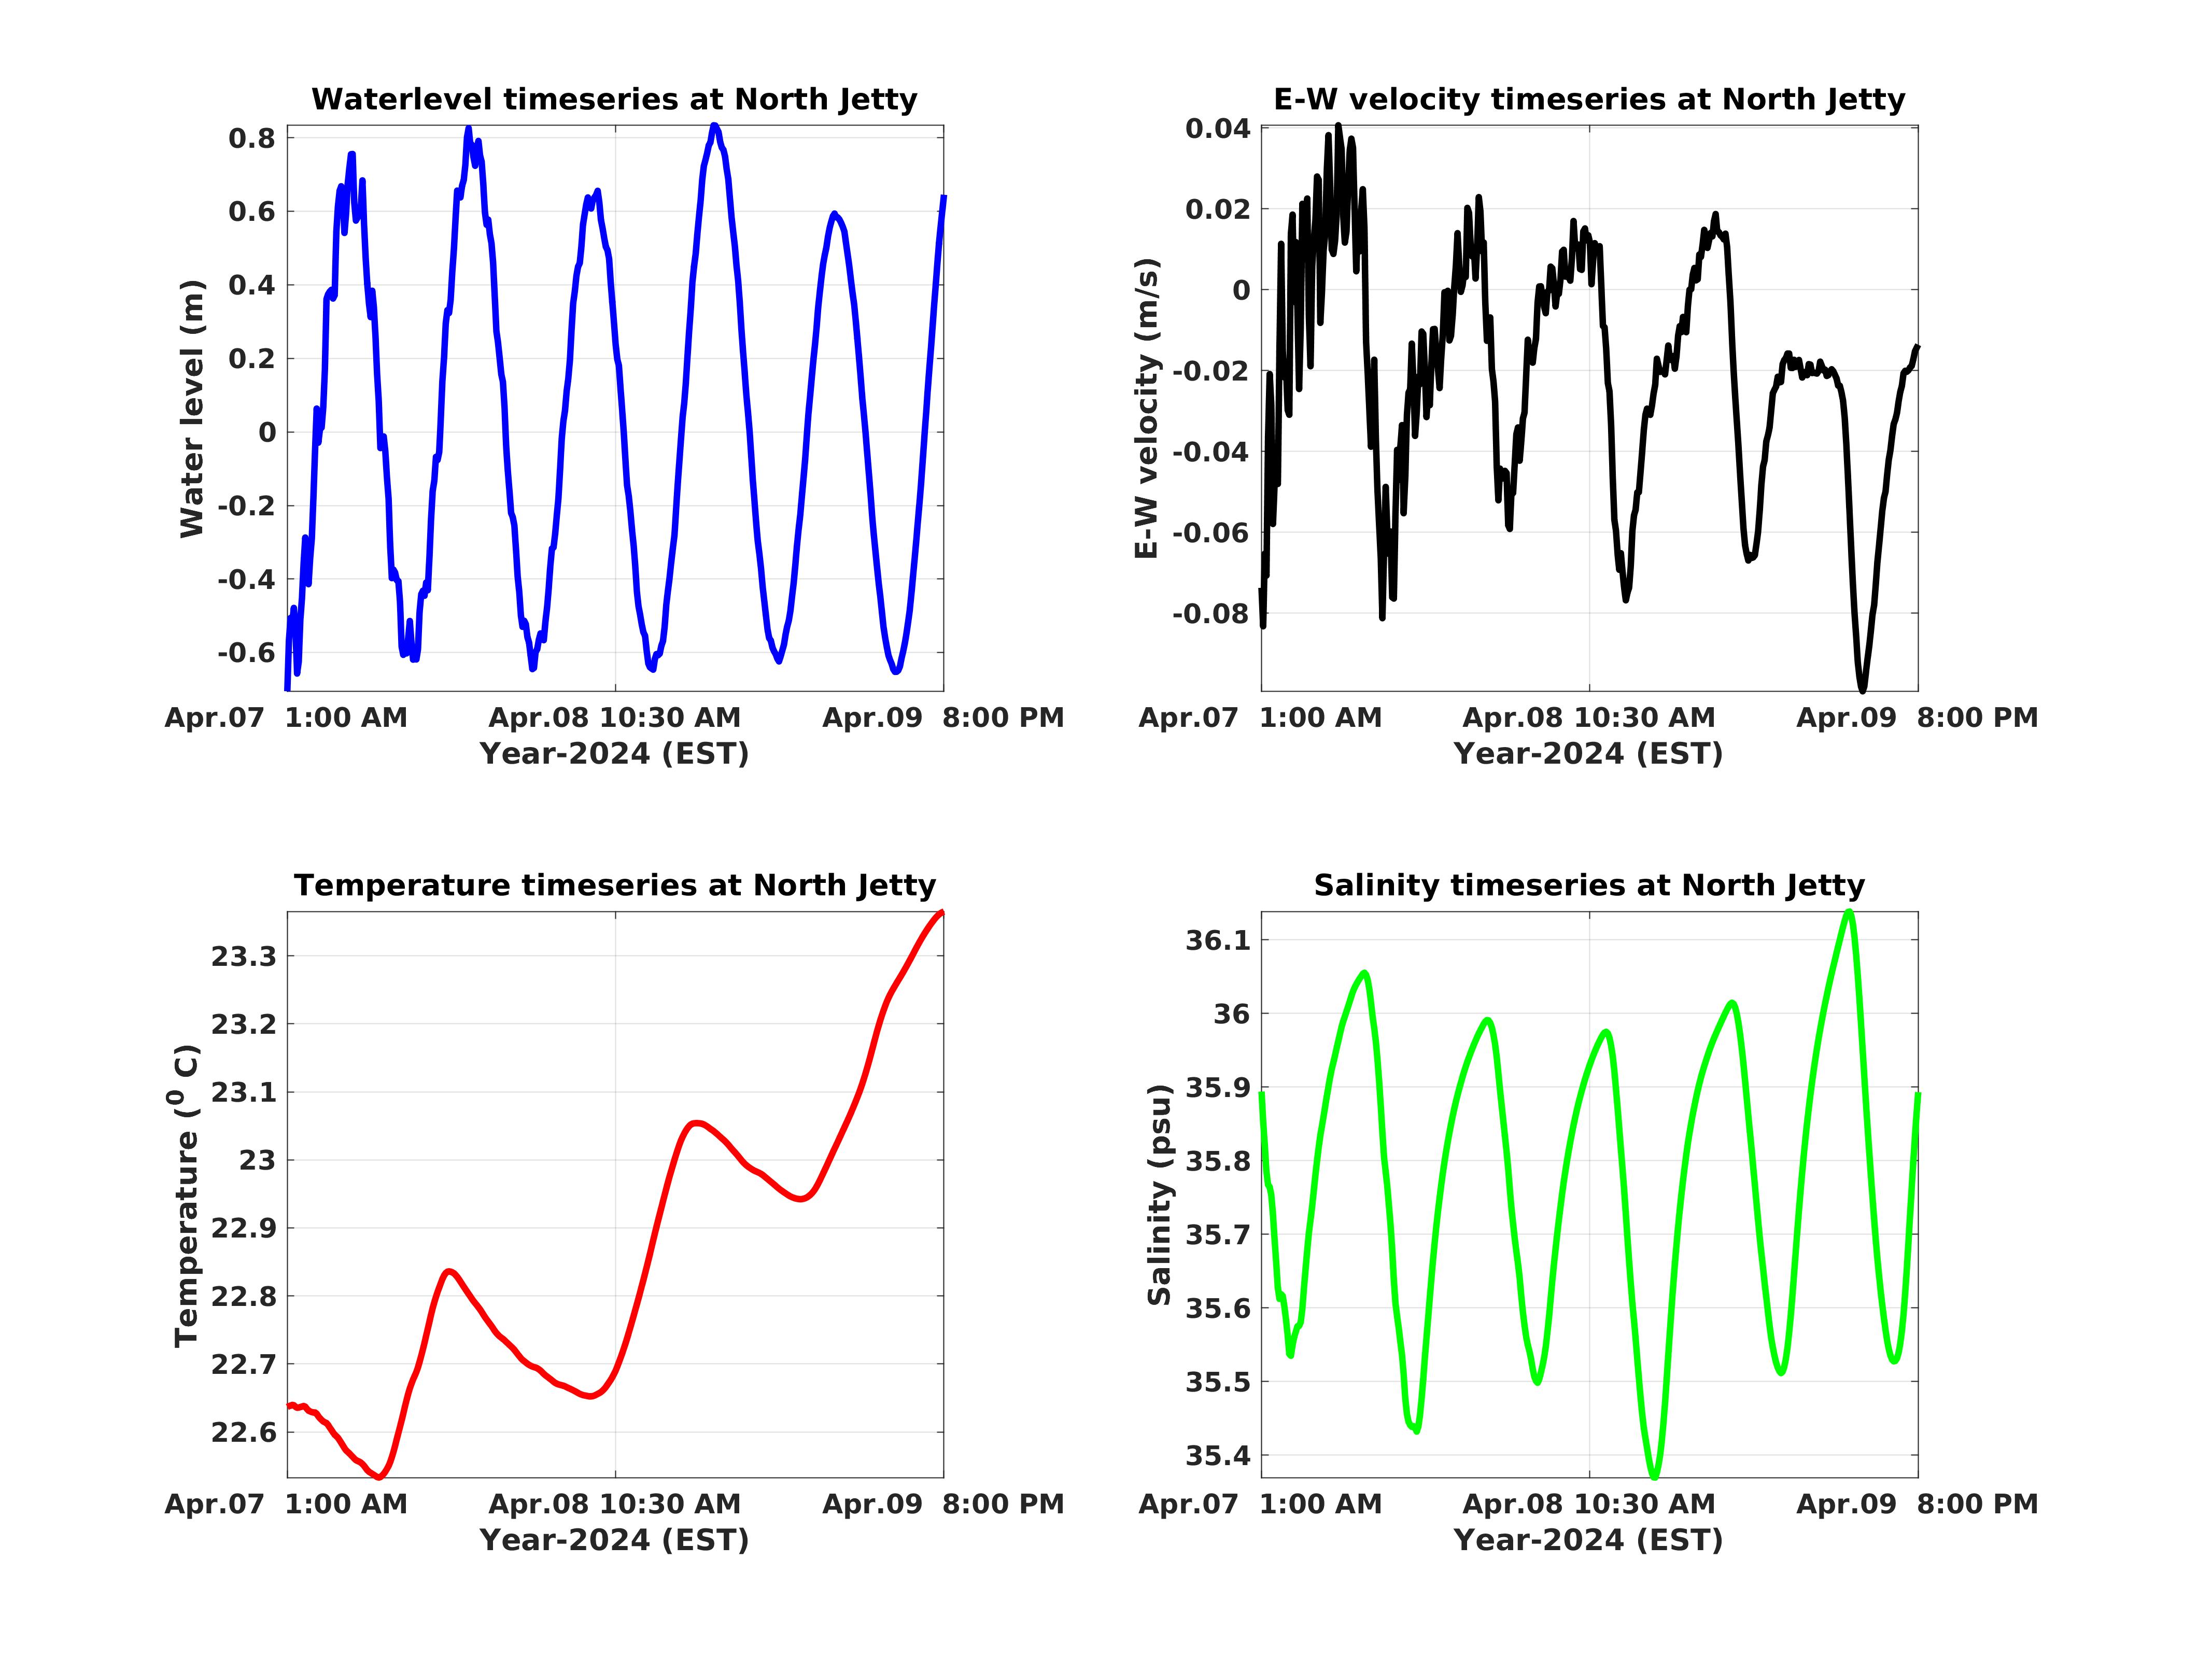 Waterlevel timeseries at North Jetty
0.8
0.6
0.4
0.2
0
-0.2
-0.4
-0.6
Water level (m)
Apr.07 1:00 AM
Apr.08 10:30 AM
Apr.09 8:00 PM
Year-2024 (EST)
E-W velocity timeseries at North Jetty
0.04
0.02
0
-0.02
-0.04
-0.06
-0.08
E-W velocity (m/s)
Apr.07 1:00 AM
Apr.08 10:30 AM
Apr.09 8:00 PM
Year-2024 (EST)
Temperature timeseries at North Jetty
23.3
23.2
23.1
23
22.9
22.8
22.7
22.6
Temperature (⁰ C)
Apr.07 1:00 AM
Apr.08 10:30 AM
Apr.09 8:00 PM
Year-2024 (EST)
Salinity timeseries at North Jetty
36.1
36
35.9
35.8
35.7
35.6
35.5
35.4
Salinity (psu)
Apr.07 1:00 AM
Apr.08 10:30 AM
Apr.09 8:00 PM
Year-2024 (EST)